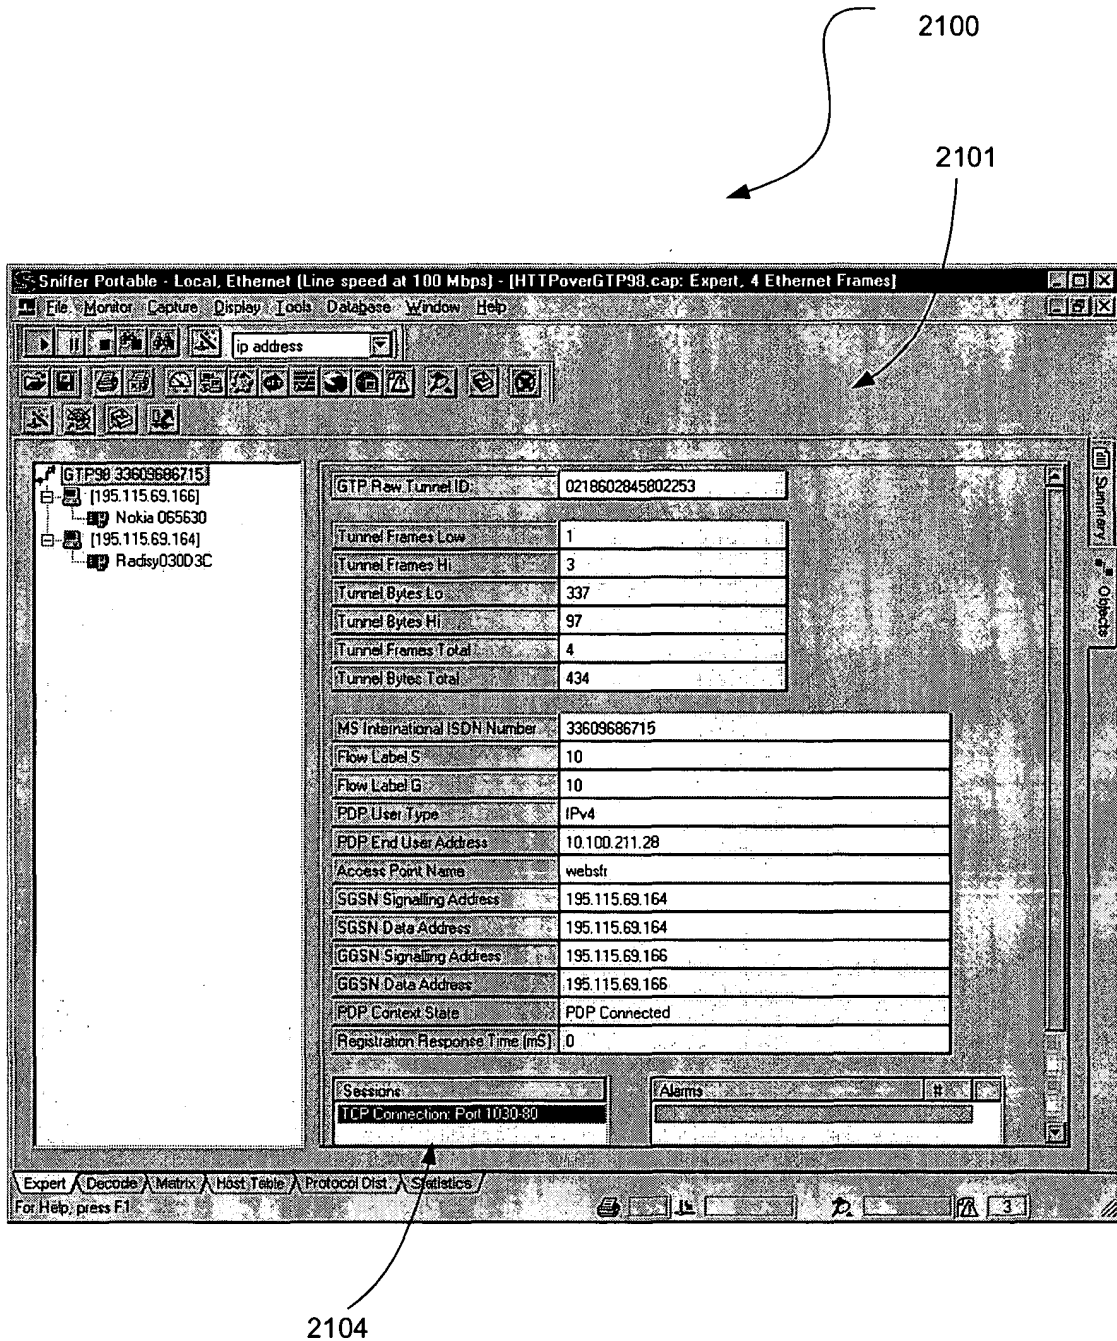 2100
2101
Sniffer Portable - Local, Ethernet (Line speed at 100 Mbps) - [HTTPoverGTP98.cap: Expert, 4 Ethernet Frames]
File Monitor Capture Display Tools Database Window Help
ip address
GTP98 33609686715
[195.115.69.166]
Nokia 065630
[195.115.69.164]
Radisy030D3C
GTP Raw Tunnel ID: 0218602845802253
Tunnel Frames Low 1
Tunnel Frames Hi 3
Tunnel Bytes Lo 337
Tunnel Bytes Hi 97
Tunnel Frames Total 4
Tunnel Bytes Total 434
MS International ISDN Number 33609686715
Flow Label S 10
Flow Label G 10
PDP User Type IPv4
PDP End User Address 10.100.211.28
Access Point Name websfr
SGSN Signalling Address 195.115.69.164
SGSN Data Address 195.115.69.164
GGSN Signalling Address 195.115.69.166
GGSN Data Address 195.115.69.166
PDP Context State PDP Connected
Registration Response Time (mS) 0
Sessions
TCP Connection: Port 1030-80
Alarms #
Summary
Objects
Expert Decode Matrix Host Table Protocol Dist. Statistics
For Help, press F1
3
2104